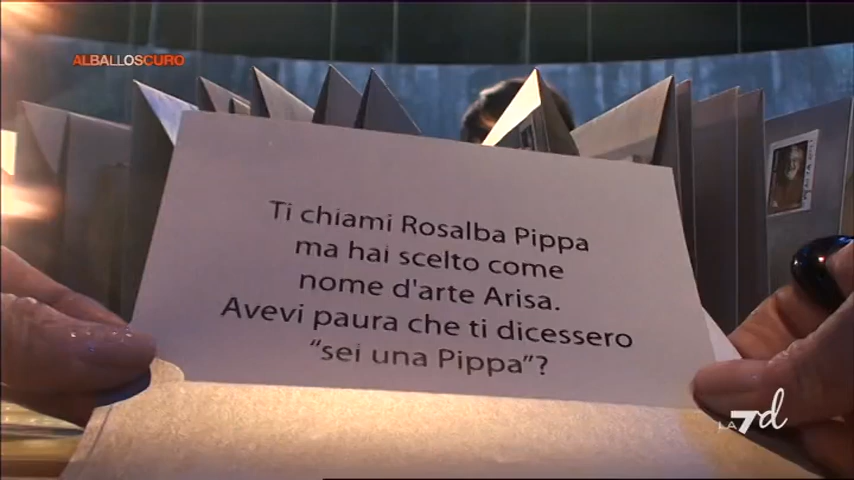 ALBALLOSCURO
Ti chiami Rosalba Pippa
ma hai scelto come
nome d'arte Arisa.
Avevi paura che ti dicessero
“sei una Pippa”?
LA7d